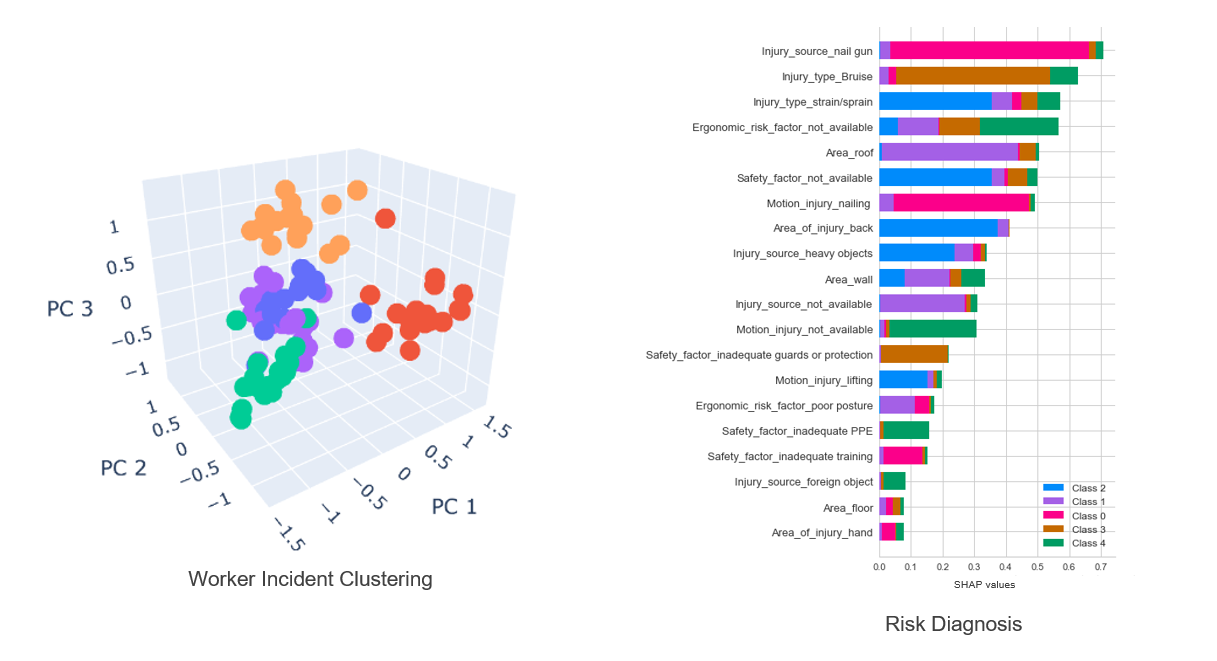 1
0.5
0
−0.5
−1
PC 3
1
0.5
0
−0.5
−1
PC 2
−1.5
−1
−0.5
0
0.5
1
1.5
PC 1
Worker Incident Clustering
Injury_source_nail gun
Injury_type_Bruise
Injury_type_strain/sprain
Ergonomic_risk_factor_not_available
Area_roof
Safety_factor_not_available
Motion_injury_nailing
Area_of_injury_back
Injury_source_heavy objects
Area_wall
Injury_source_not_available
Motion_injury_not_available
Safety_factor_inadequate guards or protection
Motion_injury_lifting
Ergonomic_risk_factor_poor posture
Safety_factor_inadequate PPE
Safety_factor_inadequate training
Injury_source_foreign object
Area_floor
Area_of_injury_hand
Class 2
Class 1
Class 0
Class 3
Class 4
0.0 0.1 0.2 0.3 0.4 0.5 0.6 0.7
SHAP values
Risk Diagnosis